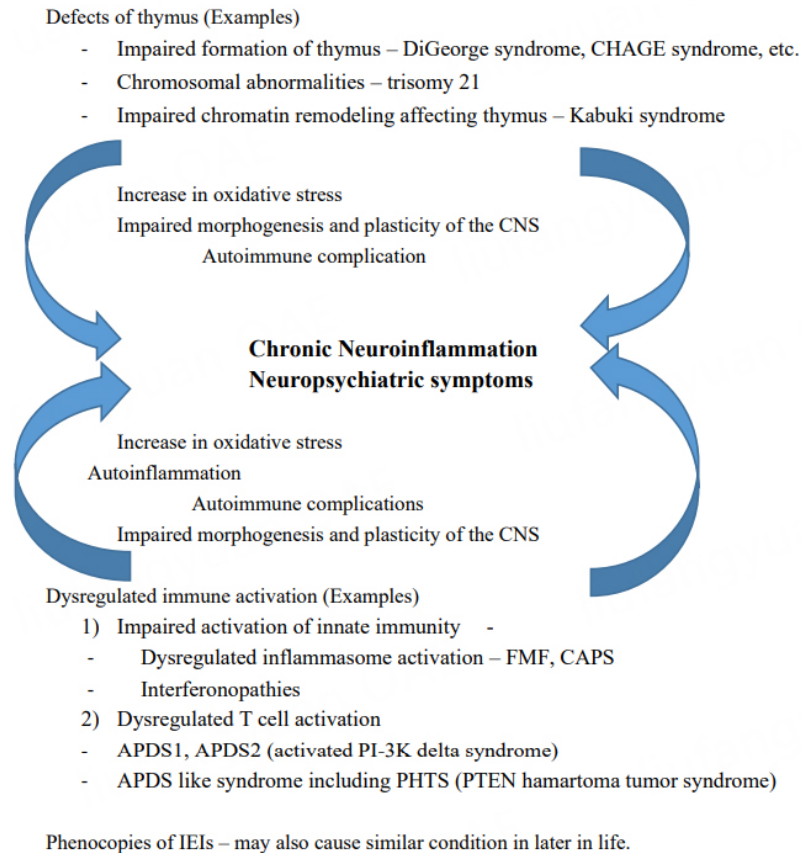 Defects of thymus (Examples)
- Impaired formation of thymus – DiGeorge syndrome, CHAGE syndrome, etc.
- Chromosomal abnormalities – trisomy 21
- Impaired chromatin remodeling affecting thymus – Kabuki syndrome
Increase in oxidative stress
Impaired morphogenesis and plasticity of the CNS
Autoimmune complication
Chronic Neuroinflammation
Neuropsychiatric symptoms
Increase in oxidative stress
Autoinflammation
Autoimmune complications
Impaired morphogenesis and plasticity of the CNS
Dysregulated immune activation (Examples)
1) Impaired activation of innate immunity -
- Dysregulated inflammasome activation – FMF, CAPS
- Interferonopathies
2) Dysregulated T cell activation
- APDS1, APDS2 (activated PI-3K delta syndrome)
- APDS like syndrome including PHTS (PTEN hamartoma tumor syndrome)
Phenocopies of IEIs – may also cause similar condition in later in life.